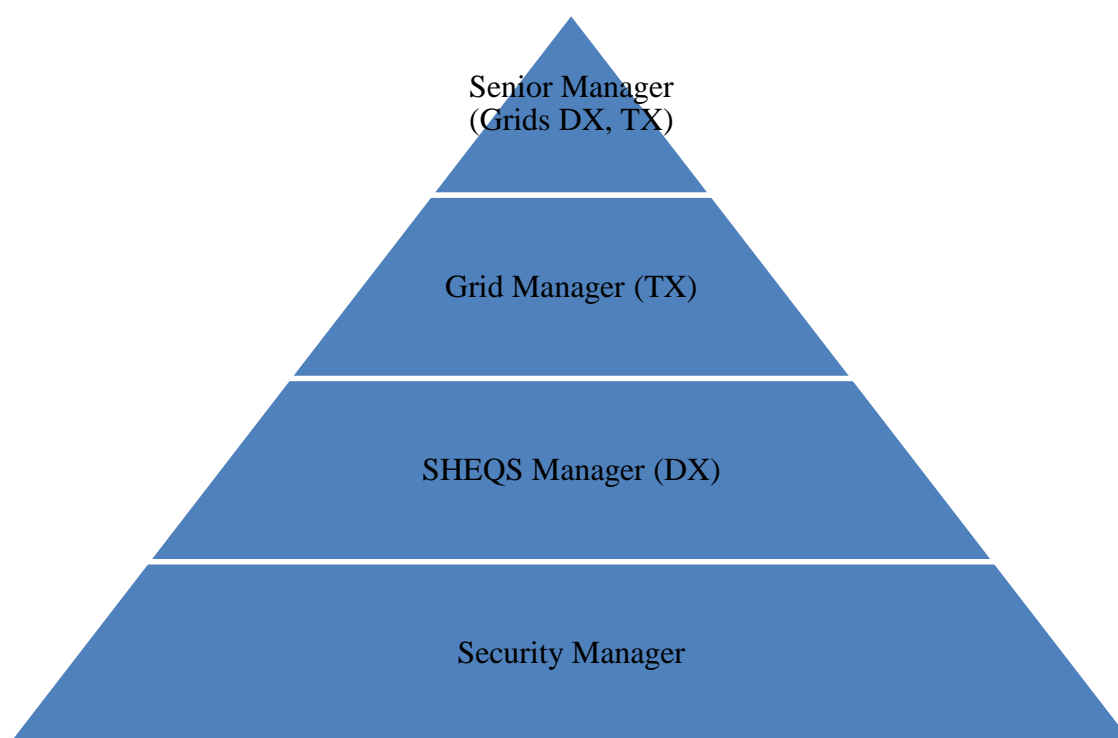 Senior Manager
(Grids DX, TX)
Grid Manager (TX)
SHEQS Manager (DX)
Security Manager